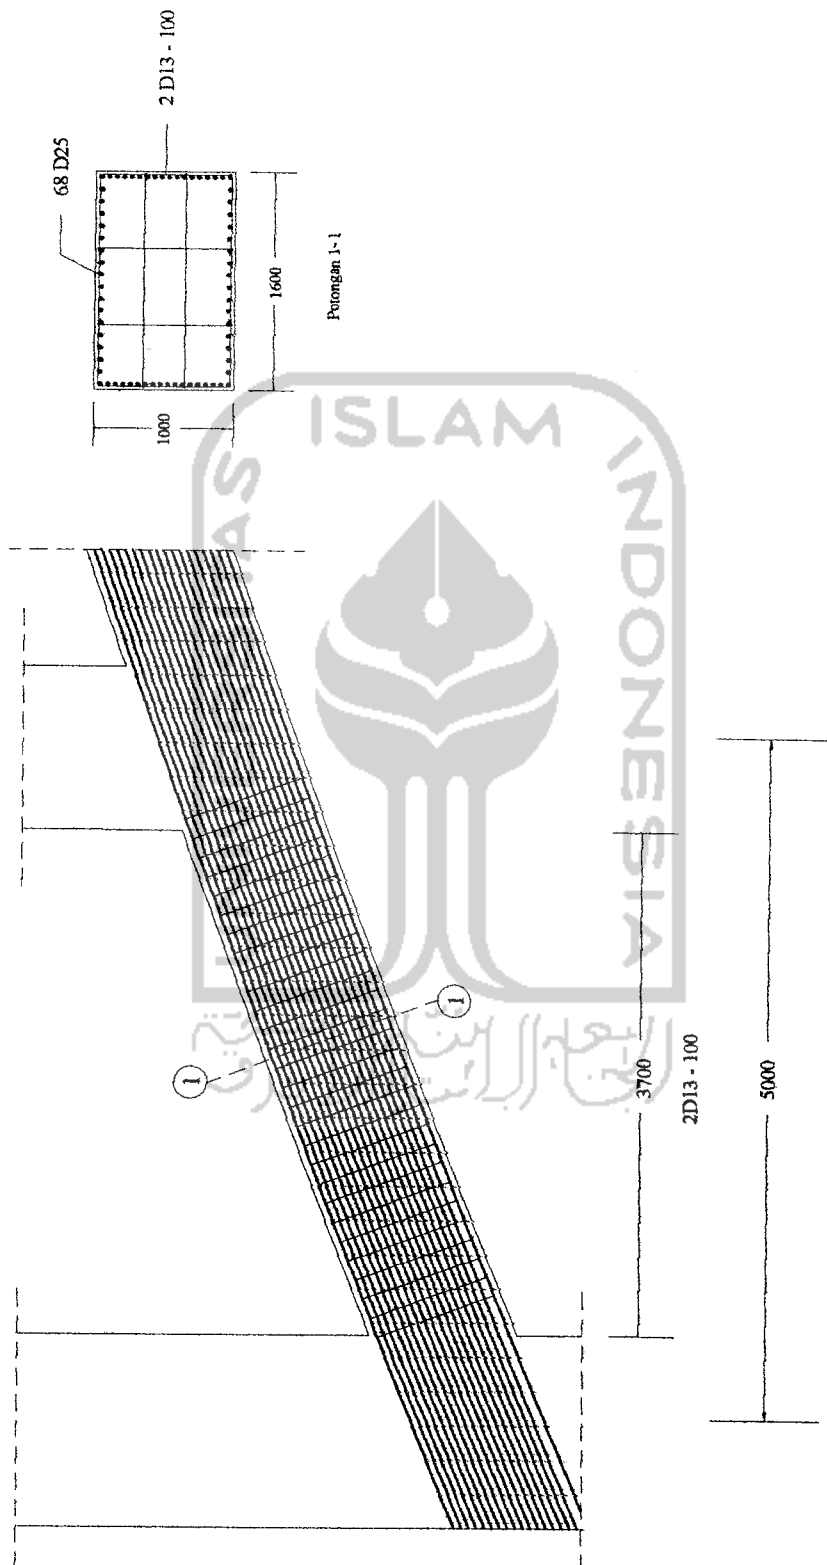 68 D25
2 D13 - 100
1000
1600
Potongan 1- 1
1
1
3700
2D13 - 100
5000
ISLAM
INDONESIA